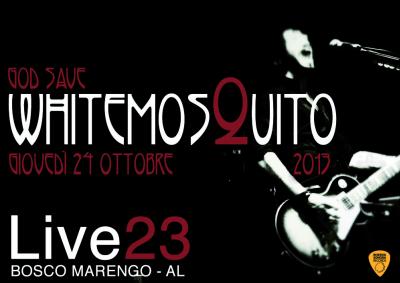 GOD SAVE
WHITEMOSQUITO
GIOVEDÌ 24 OTTOBRE 2013
Live23
BOSCO MARENGO - AL